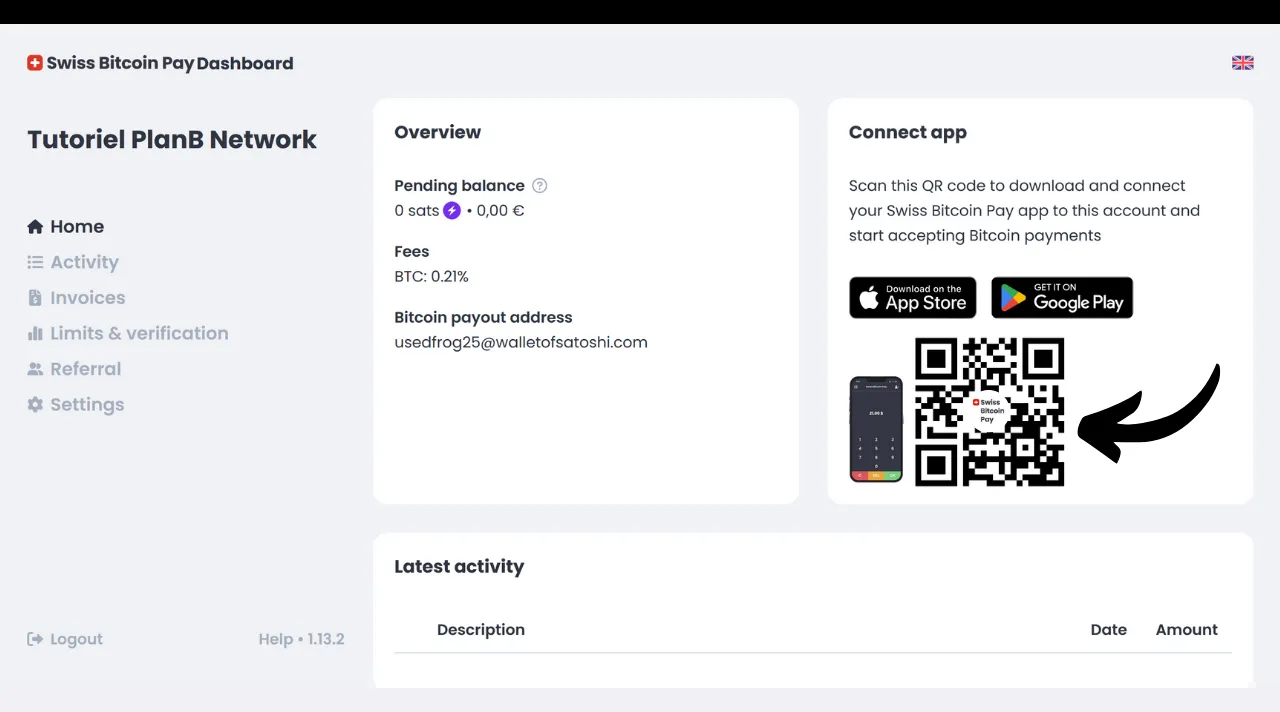 Swiss Bitcoin Pay Dashboard
Tutoriel PlanB Network
Home
Activity
Invoices
Limits & verification
Referral
Settings
Logout
Help • 1.13.2
Overview
Pending balance ?
0 sats • 0,00 €
Fees
BTC: 0.21%
Bitcoin payout address
usedfrog25@walletofsatoshi.com
Connect app
Scan this QR code to download and connect
your Swiss Bitcoin Pay app to this account and
start accepting Bitcoin payments
Download on the
App Store
GET IT ON
Google Play
Swiss
Bitcoin
Pay
Latest activity
Description Date Amount